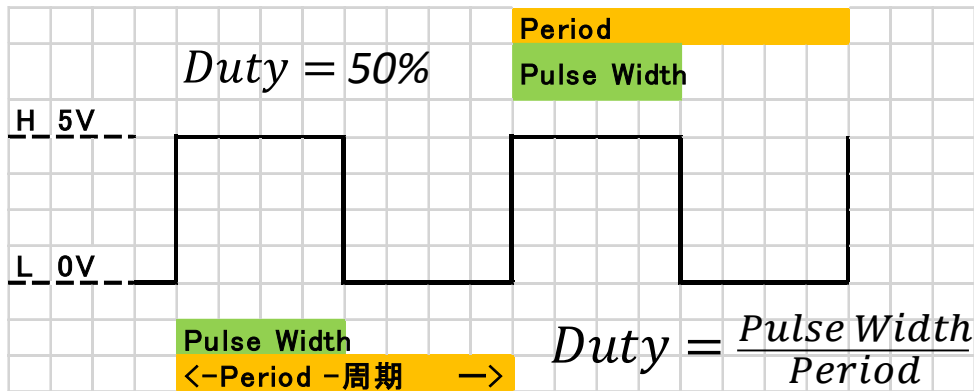 Period
Duty = 50%
Pulse Width
H 5V
L 0V
Pulse Width
<-Period -周期 ―>
Duty = Pulse Width / Period